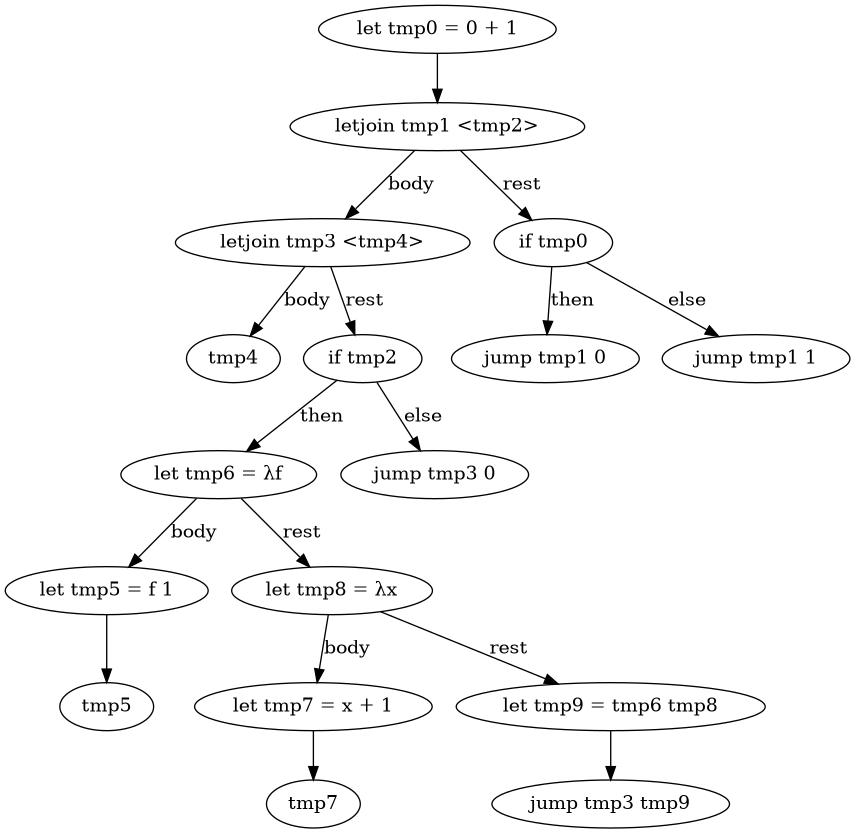 let tmp0 = 0 + 1
letjoin tmp1 <tmp2>
body
rest
letjoin tmp3 <tmp4>
if tmp0
body
rest
then
else
tmp4
if tmp2
jump tmp1 0
jump tmp1 1
then
else
let tmp6 = λf
jump tmp3 0
body
rest
let tmp5 = f 1
let tmp8 = λx
body
rest
tmp5
let tmp7 = x + 1
let tmp9 = tmp6 tmp8
tmp7
jump tmp3 tmp9